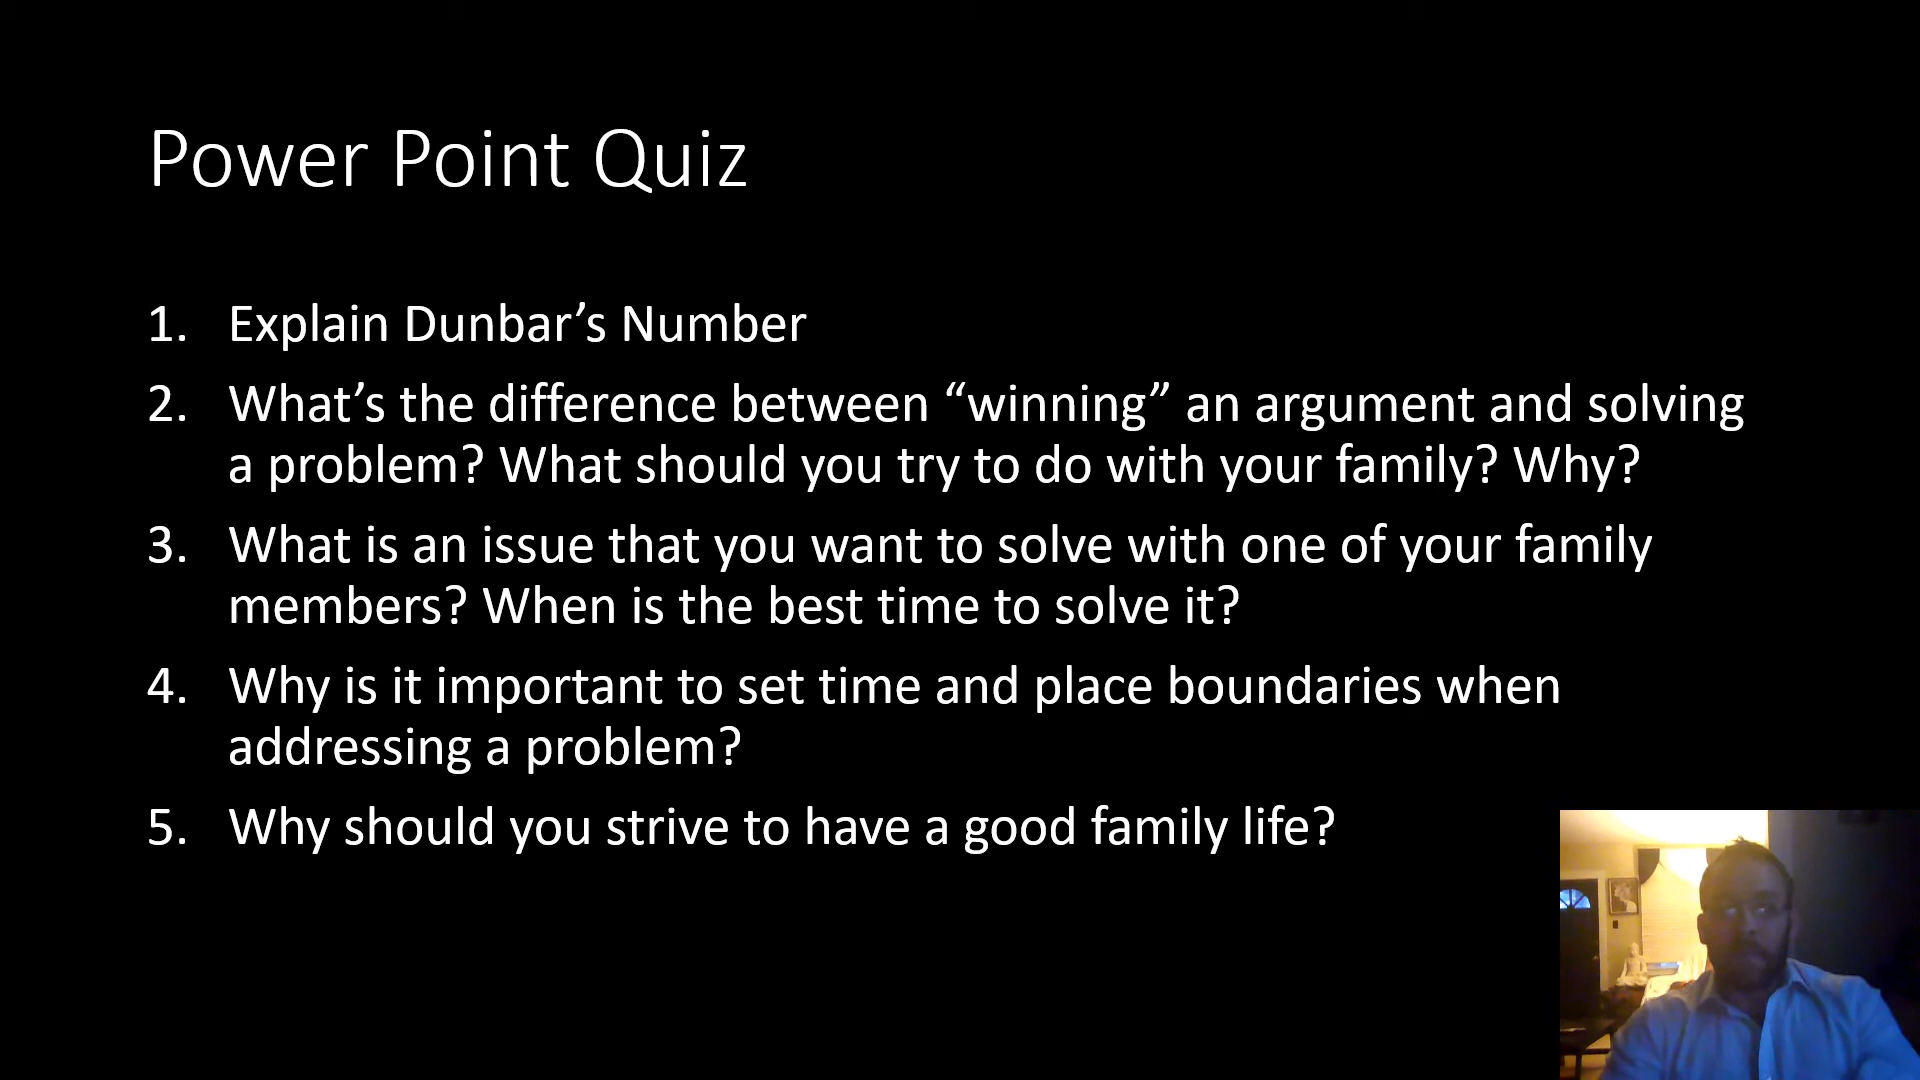 Power Point Quiz
1. Explain Dunbar’s Number
2. What’s the difference between “winning” an argument and solving
a problem? What should you try to do with your family? Why?
3. What is an issue that you want to solve with one of your family
members? When is the best time to solve it?
4. Why is it important to set time and place boundaries when
addressing a problem?
5. Why should you strive to have a good family life?